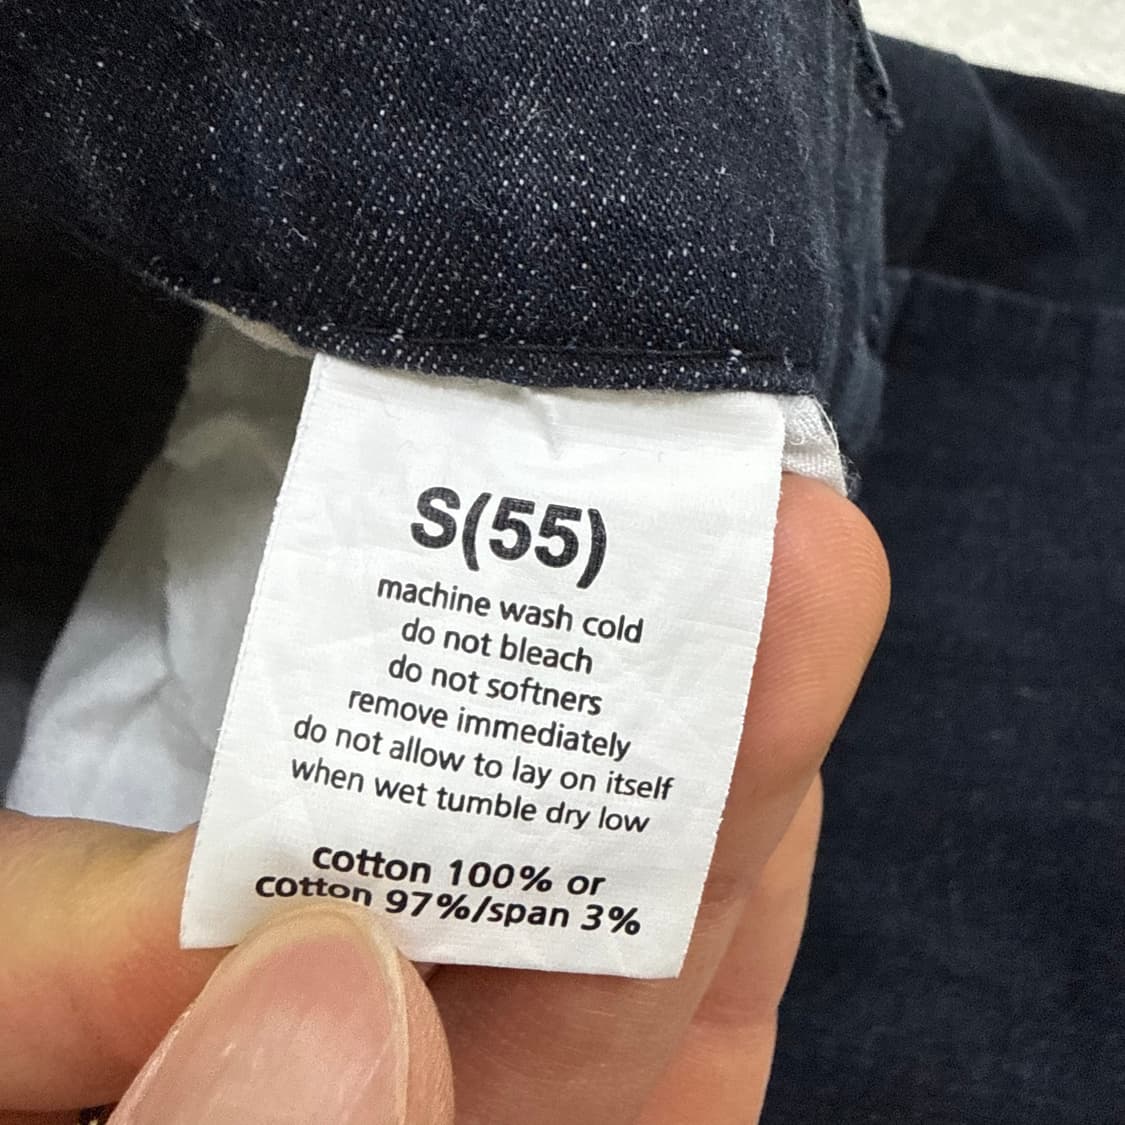 S(55)
machine wash cold
do not bleach
do not softners
remove immediately
do not allow to lay on itself
when wet tumble dry low
cotton 100% or
cotton 97%/span 3%